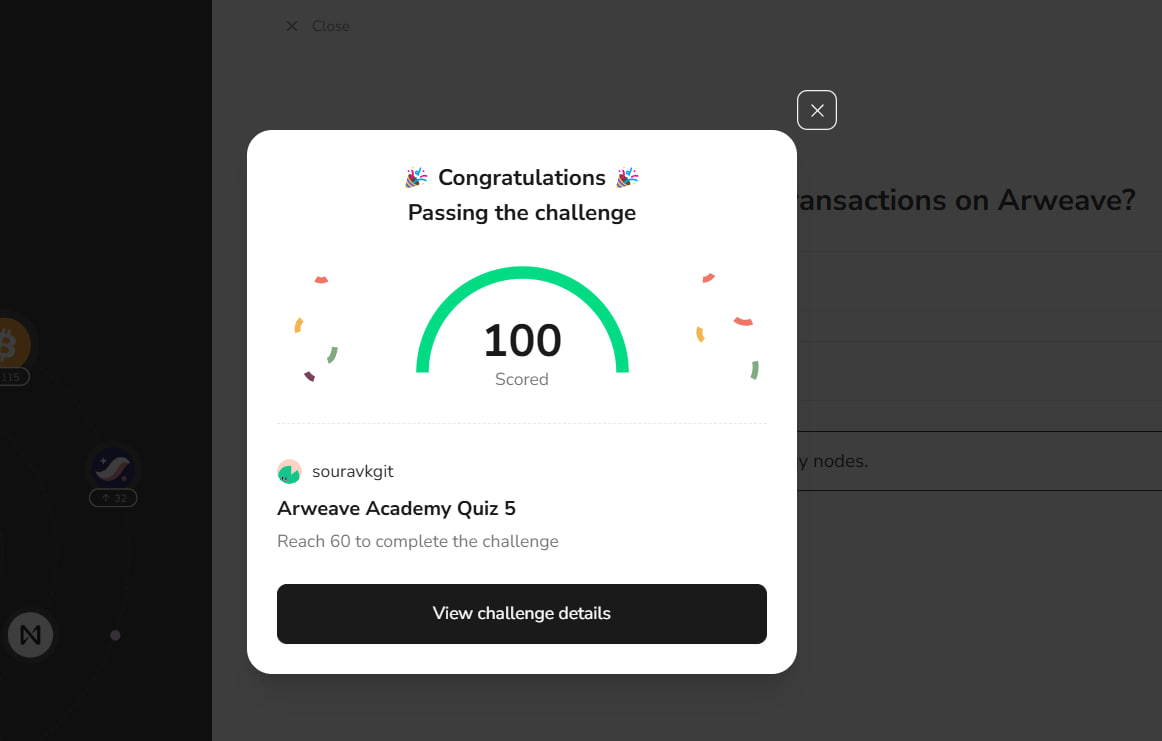 Close
Congratulations
Passing the challenge
ansactions on Arweave?
100
Scored
115
y nodes.
souravkgit
32
Arweave Academy Quiz 5
Reach 60 to complete the challenge
View challenge details